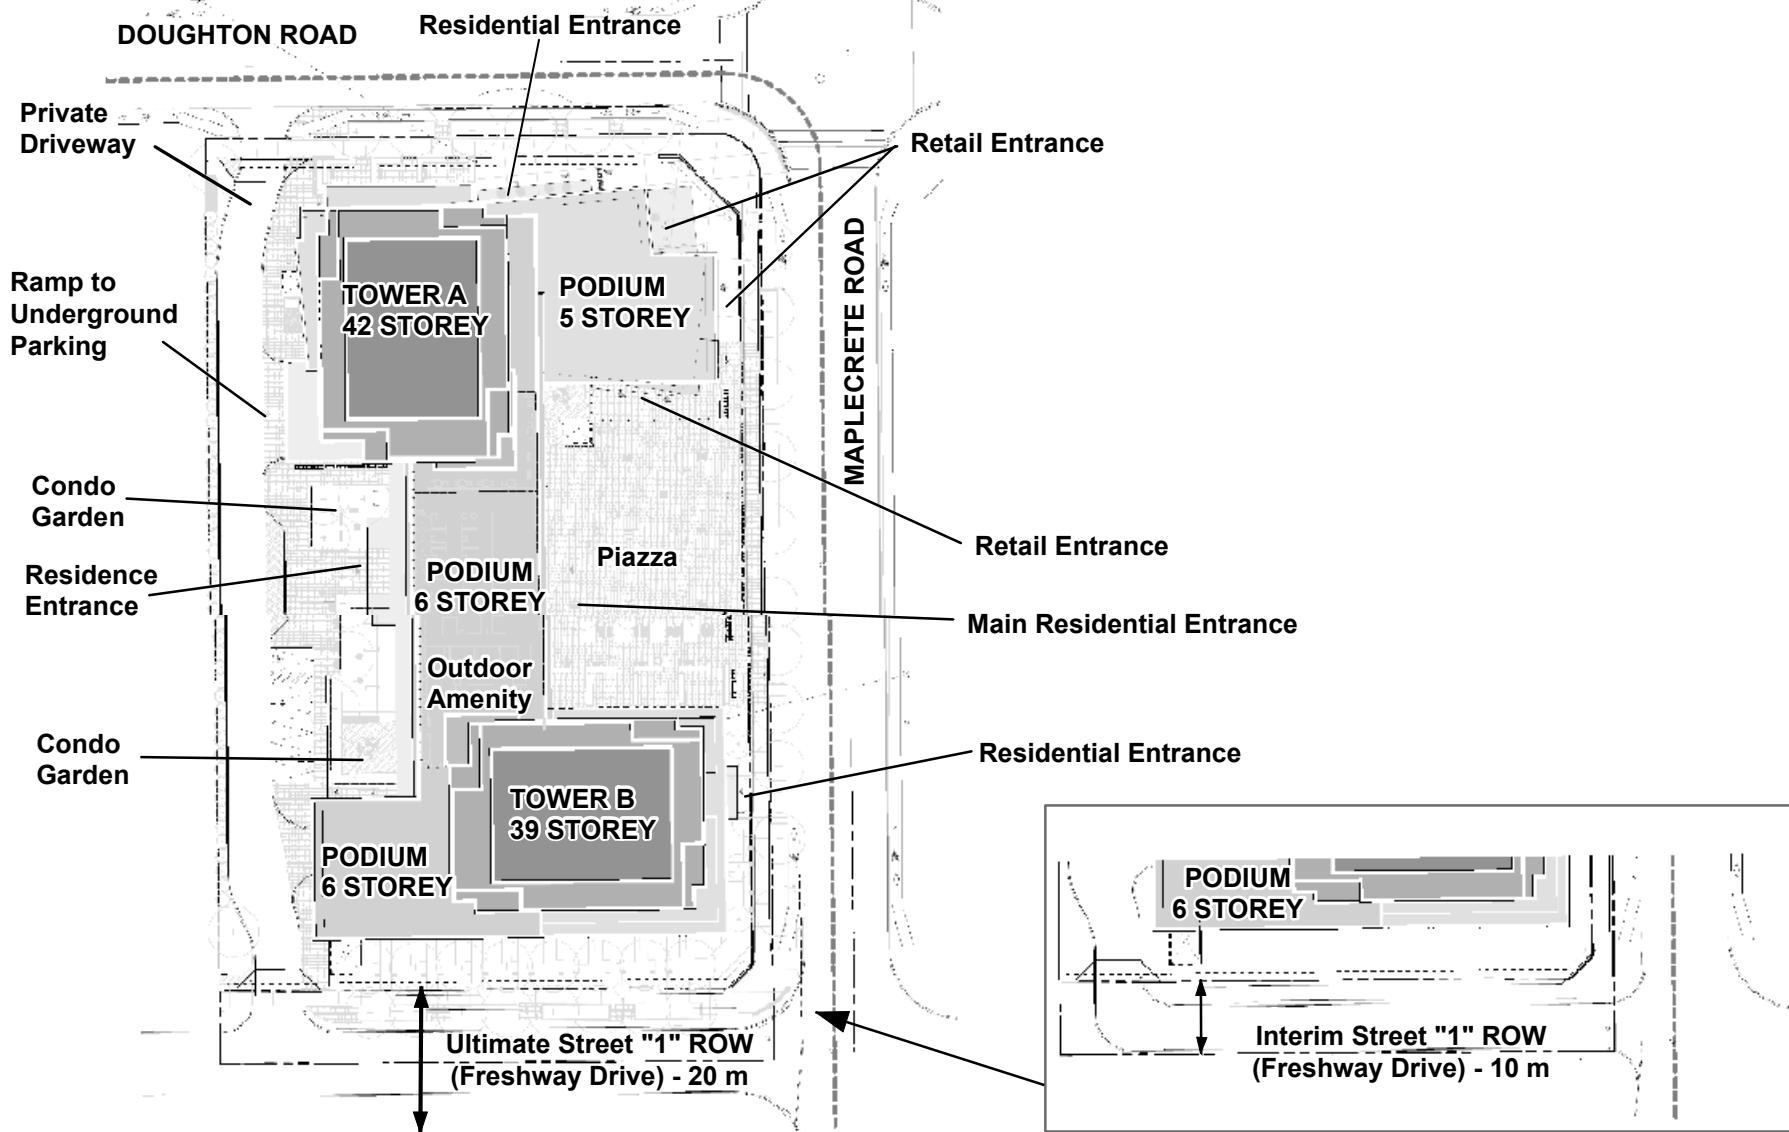 DOUGHTON ROAD
Residential Entrance
Private
Driveway
Retail Entrance
MAPLECRETE ROAD
Ramp to
Underground
Parking
TOWER A
42 STOREY
PODIUM
5 STOREY
Condo
Garden
Retail Entrance
Piazza
Residence
Entrance
PODIUM
6 STOREY
Main Residential Entrance
Outdoor
Amenity
Condo
Garden
Residential Entrance
TOWER B
39 STOREY
PODIUM
6 STOREY
PODIUM
6 STOREY
Ultimate Street "1" ROW
(Freshway Drive) - 20 m
Interim Street "1" ROW
(Freshway Drive) - 10 m